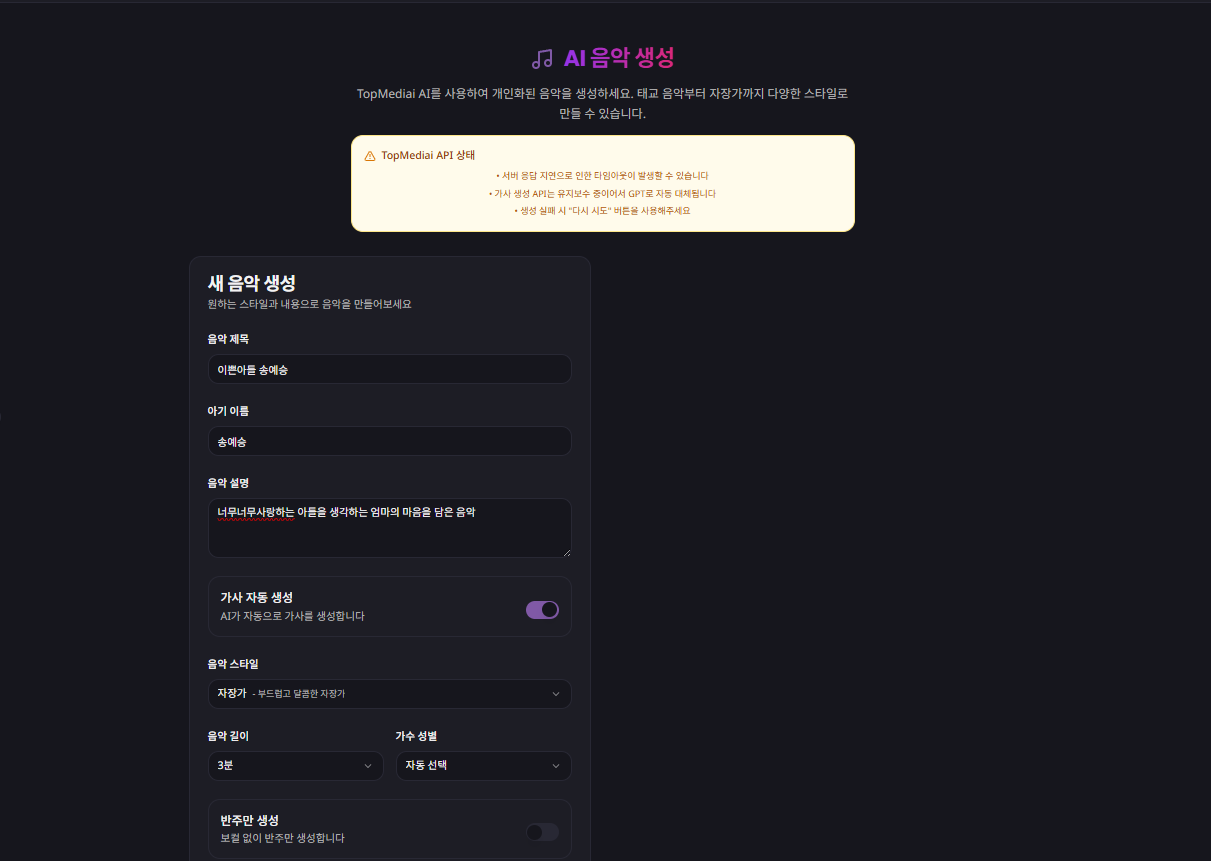 AI 음악 생성
TopMediai AI를 사용하여 개인화된 음악을 생성하세요. 태교 음악부터 자장가까지 다양한 스타일로
만들 수 있습니다.
TopMediai API 상태
• 서버 응답 지연으로 인한 타임아웃이 발생할 수 있습니다
• 가사 생성 API는 유지보수 중이어서 GPT로 자동 대체됩니다
• 생성 실패 시 "다시 시도" 버튼을 사용해주세요
새 음악 생성
원하는 스타일과 내용으로 음악을 만들어보세요
음악 제목
이쁜아들 송예승
아기 이름
송예승
음악 설명
너무너무사랑하는 아들을 생각하는 엄마의 마음을 담은 음악
가사 자동 생성
AI가 자동으로 가사를 생성합니다
음악 스타일
자장가 - 부드럽고 달콤한 자장가
음악 길이 가수 성별
3분 자동 선택
반주만 생성
보컬 없이 반주만 생성합니다